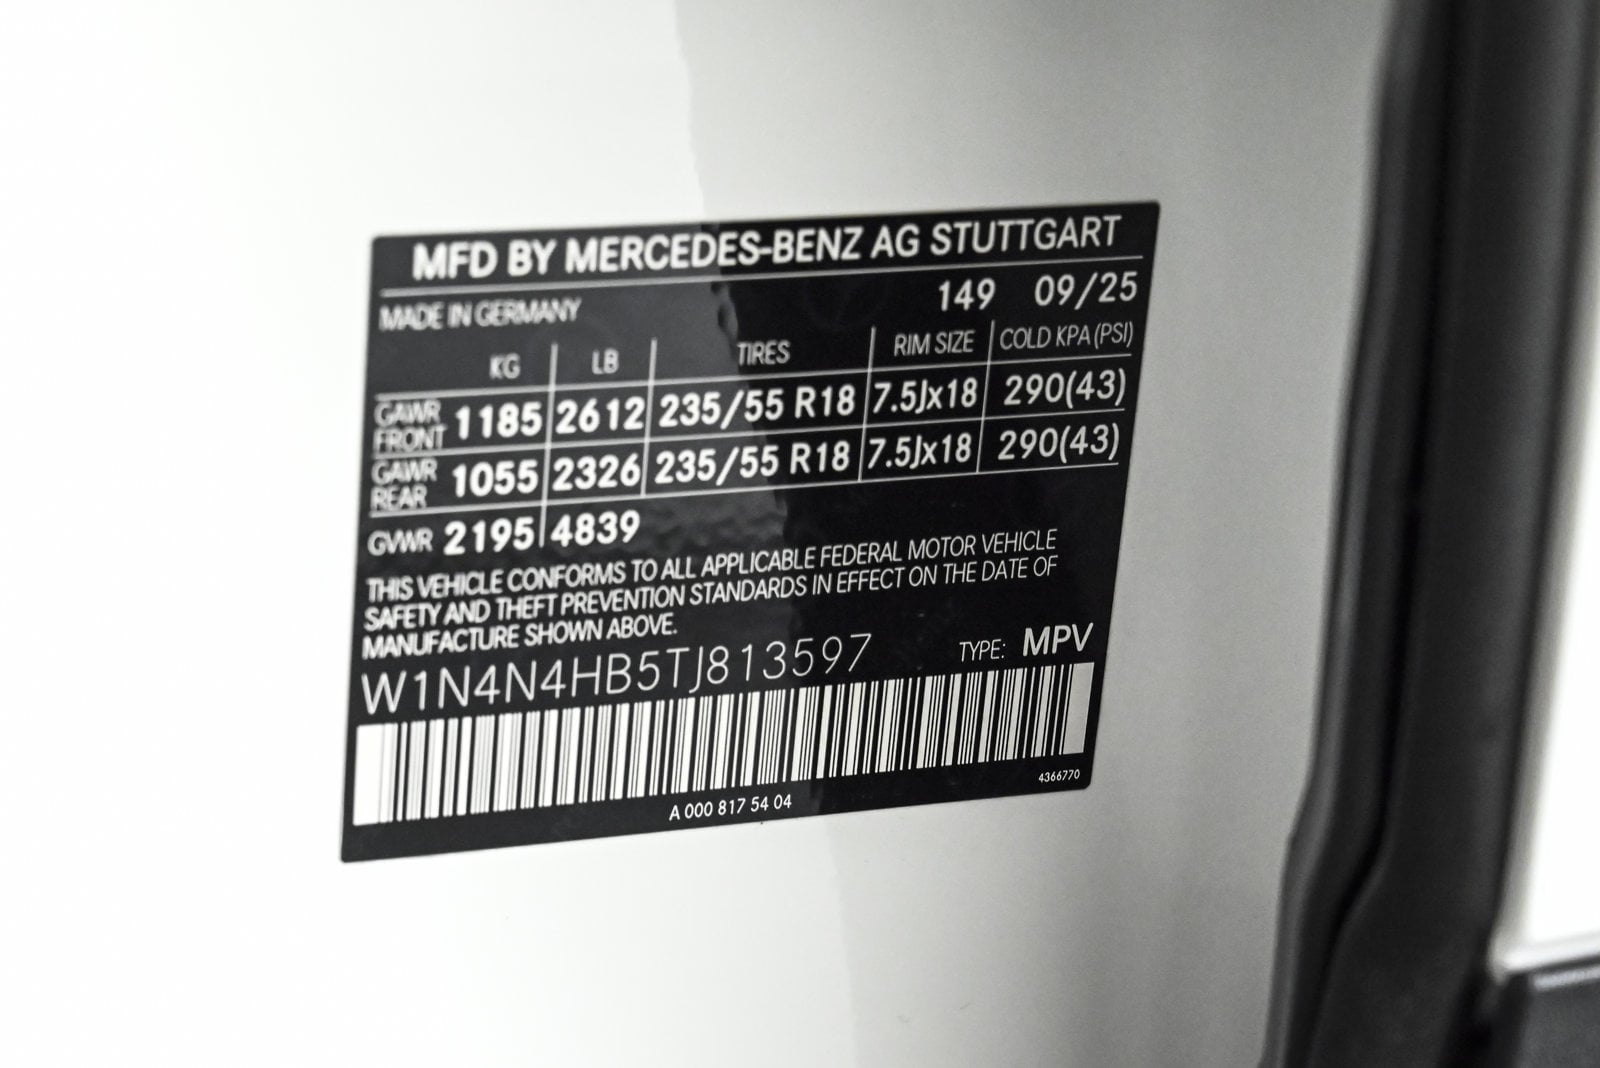 MFD BY MERCEDES-BENZ AG STUTTGART
MADE IN GERMANY 149 09/25
KG LB TIRES RIM SIZE COLD KPA (PSI)
GAWR FRONT 1185 2612 235/55 R18 7.5Jx18 290(43)
GAWR REAR 1055 2326 235/55 R18 7.5Jx18 290(43)
GVWR 2195 4839
THIS VEHICLE CONFORMS TO ALL APPLICABLE FEDERAL MOTOR VEHICLE
SAFETY AND THEFT PREVENTION STANDARDS IN EFFECT ON THE DATE OF
MANUFACTURE SHOWN ABOVE.
W1N4N4HB5TJ813597 TYPE: MPV
4366770
A 000 817 54 04